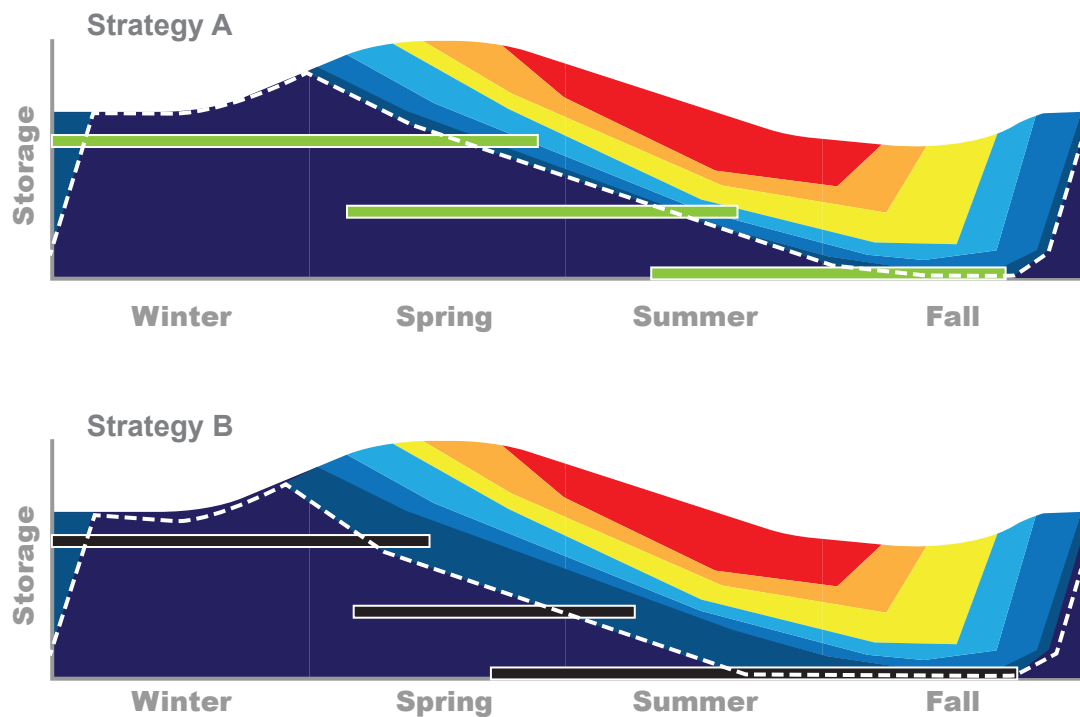 Strategy A
Storage
Winter Spring Summer Fall
Strategy B
Storage
Winter Spring Summer Fall